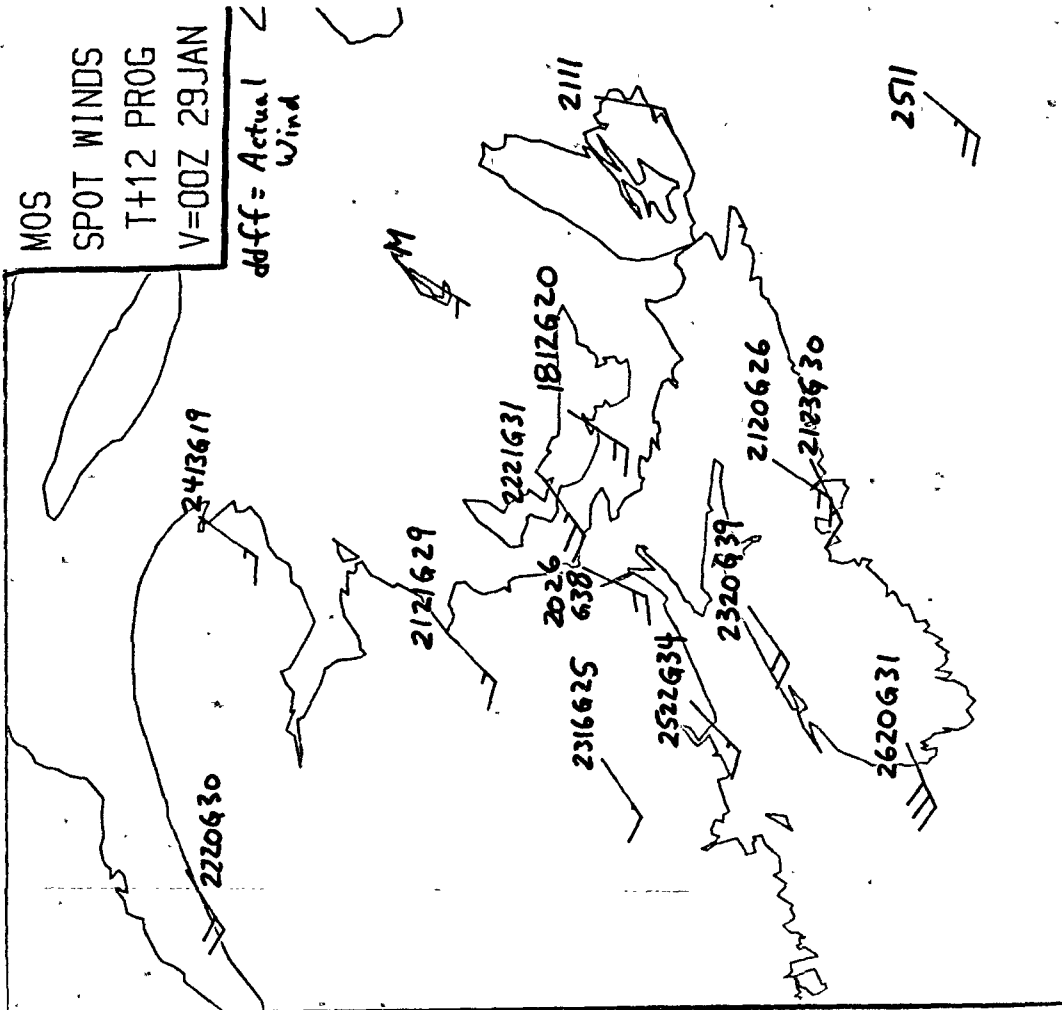 MOS
SPOT WINDS
T+12 PROG
V=00Z 29JAN
ddff = Actual
Wind
2413G19
2220G30
M
2121G29
2221G31
1812G20
2026
G38
2111
2316G25
2522G34
2320G39
2120G26
2123G30
2620G31
2511